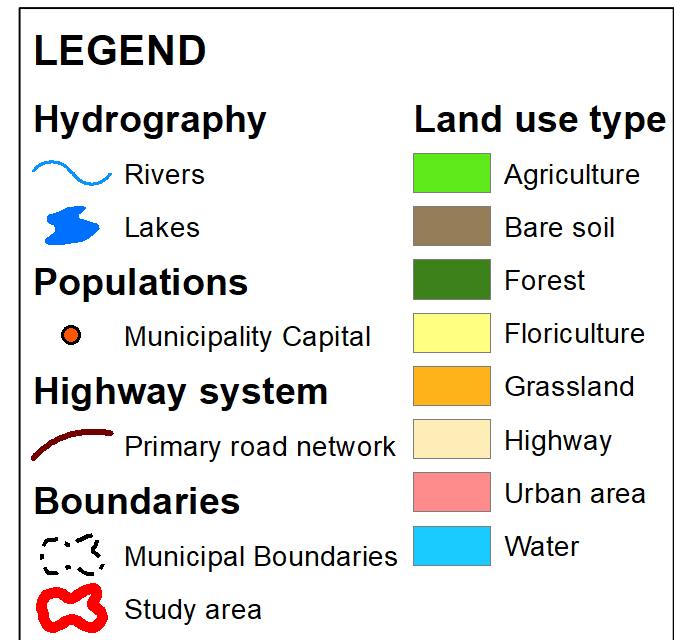 LEGEND
Hydrography
Rivers
Lakes
Populations
Municipality Capital
Highway system
Primary road network
Boundaries
Municipal Boundaries
Study area
Land use type
Agriculture
Bare soil
Forest
Floriculture
Grassland
Highway
Urban area
Water